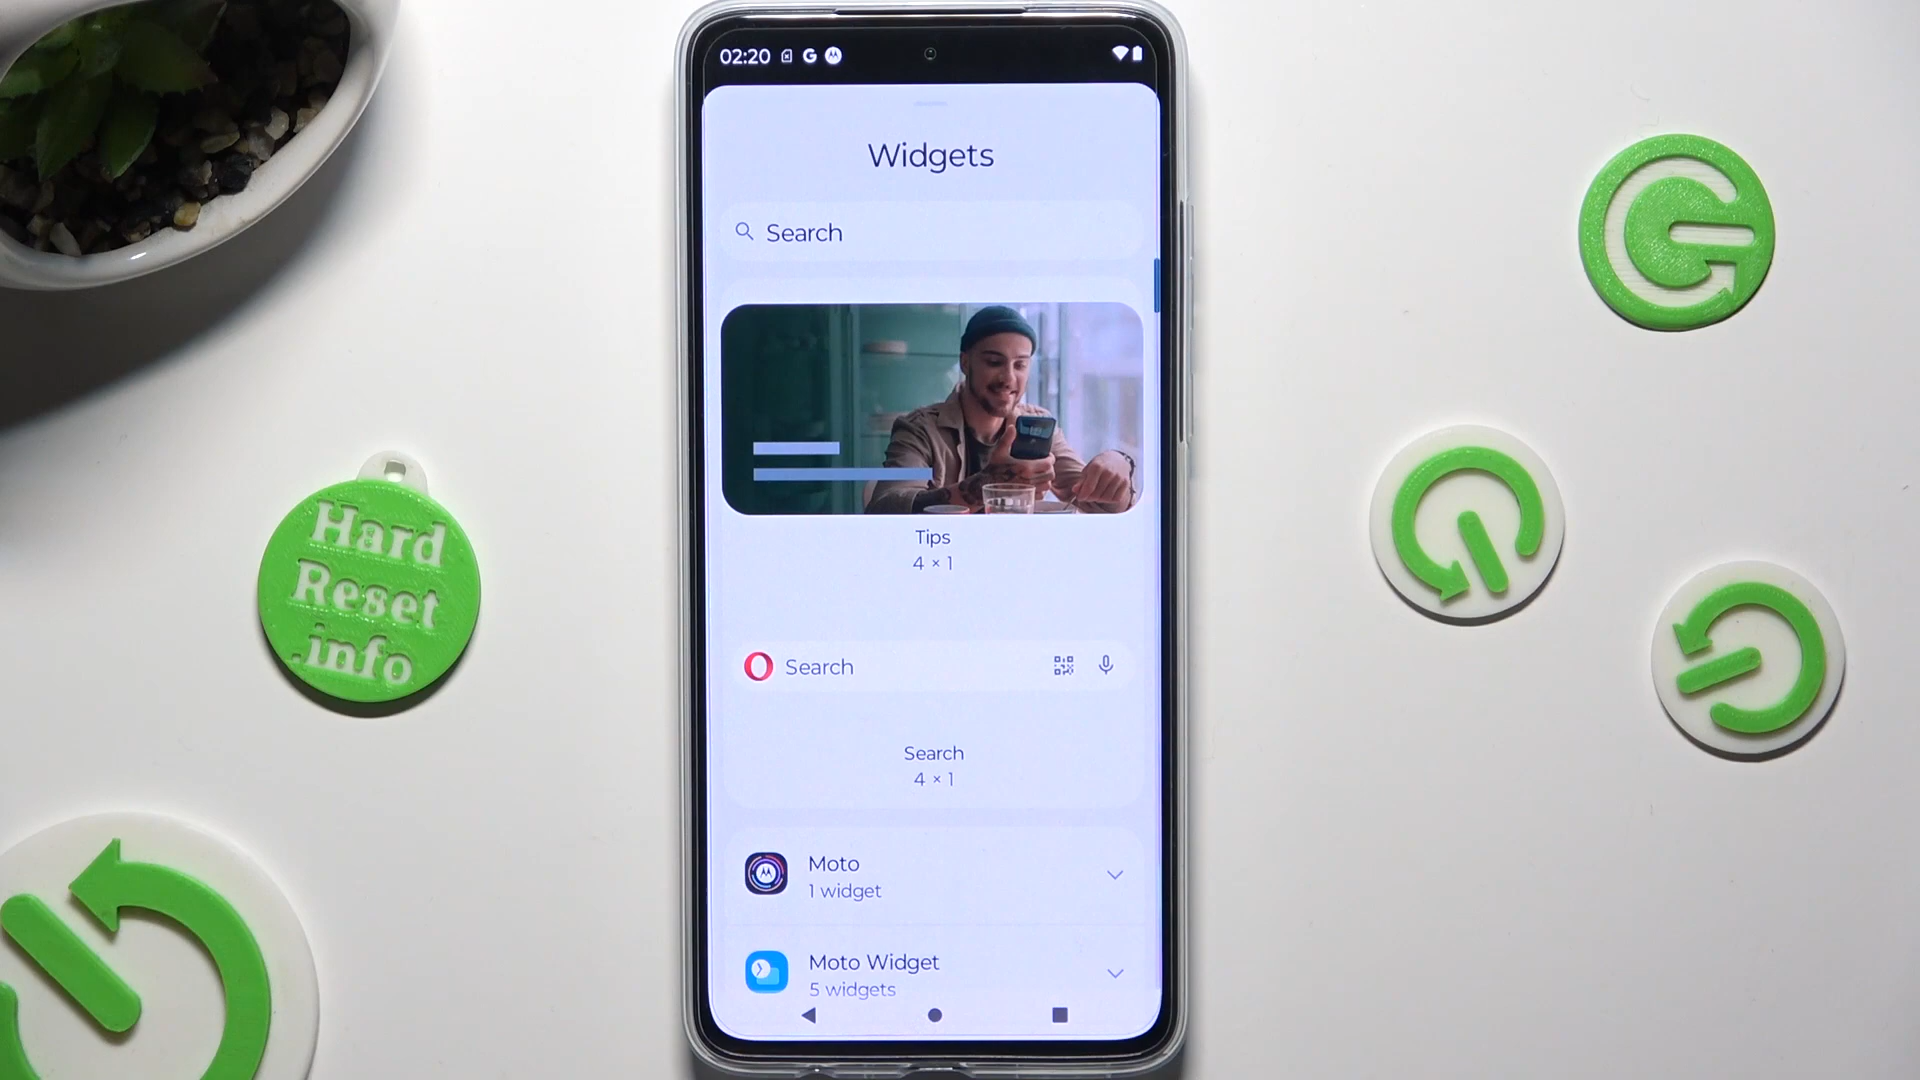 02:20
Widgets
Search
Tips
4 × 1
Search
Search
4 × 1
Moto
1 widget
Moto Widget
5 widgets
Hard
Reset
.info